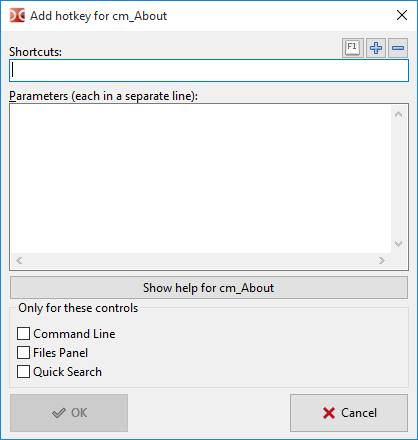 Add hotkey for cm_About
Shortcuts:
F1
Parameters (each in a separate line):
Show help for cm_About
Only for these controls
Command Line
Files Panel
Quick Search
OK
Cancel